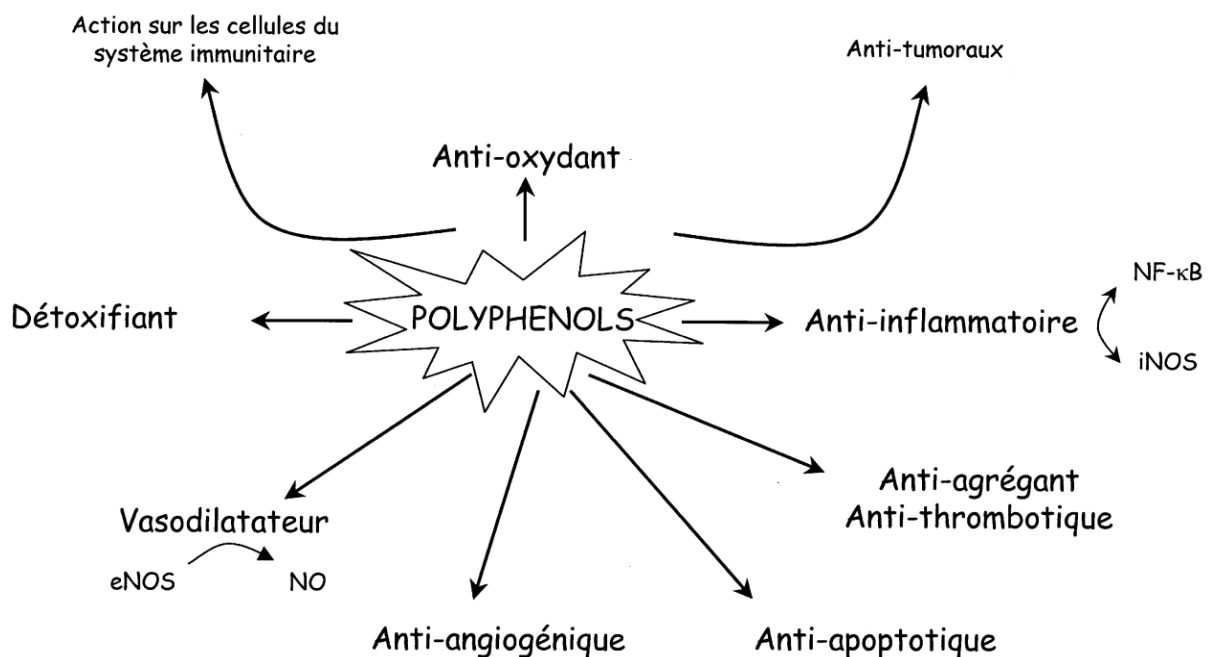 Action sur les cellules du
système immunitaire
Anti-tumoraux
Anti-oxydant
Détoxifiant
POLYPHENOLS
Anti-inflammatoire
NF-κB
iNOS
Anti-agrégant
Anti-thrombotique
Vasodilatateur
eNOS
NO
Anti-angiogénique
Anti-apoptotique